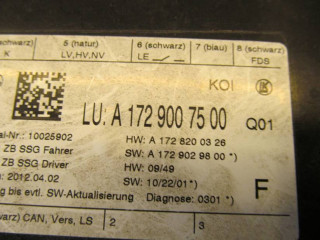 (schwarz) 5 (natur) 6 (schwarz) 7 (blau) 8 (schwarz)
K LV,HV,NV LE FDS
KOI
LU: A 172 900 75 00 Q01
al-Nr.: 10025902 HW: A 172 820 03 26
ZB SSG Fahrer SW: A 172 902 98 00 *)
ZB SSG Driver HW: 09/49
: 2012.04.02 SW: 10/22/01*) F
ng bis evtl. SW-Aktualisierung Diagnose: 0301 *)
warz) CAN, Vers, LS 2 3